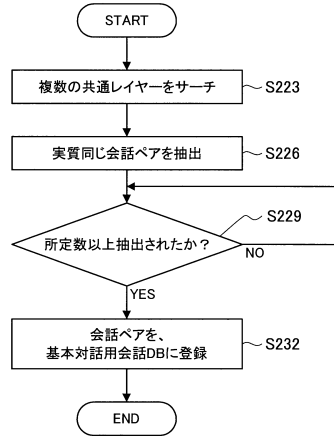 START
複数の共通レイヤーをサーチ
S223
実質同じ会話ペアを抽出
S226
S229
所定数以上抽出されたか?
NO
YES
会話ペアを、
基本対話用会話DBに登録
S232
END